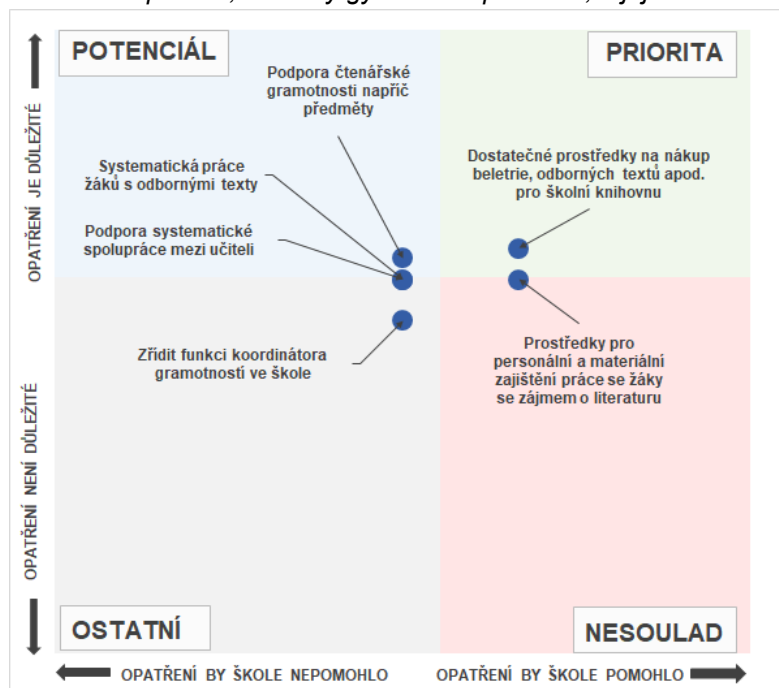 POTENCIÁL
PRIORITA
Podpora čtenářské
gramotnosti napříč
předměty
Systematická práce
žáků s odbornými texty
Dostatečné prostředky na nákup
beletrie, odborných textů apod.
pro školní knihovnu
Podpora systematické
spolupráce mezi učiteli
Zřídit funkci koordinátora
gramotností ve škole
Prostředky pro
personální a materiální
zajištění práce se žáky
se zájmem o literaturu
OPATŘENÍ JE DŮLEŽITÉ
OPATŘENÍ NENÍ DŮLEŽITÉ
OSTATNÍ
NESOULAD
OPATŘENÍ BY ŠKOLE NEPOMOHLO
OPATŘENÍ BY ŠKOLE POMOHLO